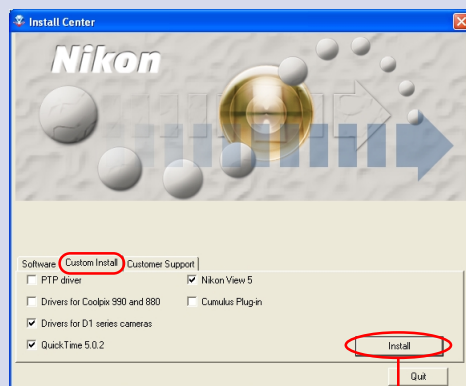 Install Center
Nikon
Software Custom Install Customer Support
PTP driver
Nikon View 5
Drivers for Coolpix 990 and 880
Cumulus Plug-in
Drivers for D1 series cameras
QuickTime 5.0.2
Install
Quit